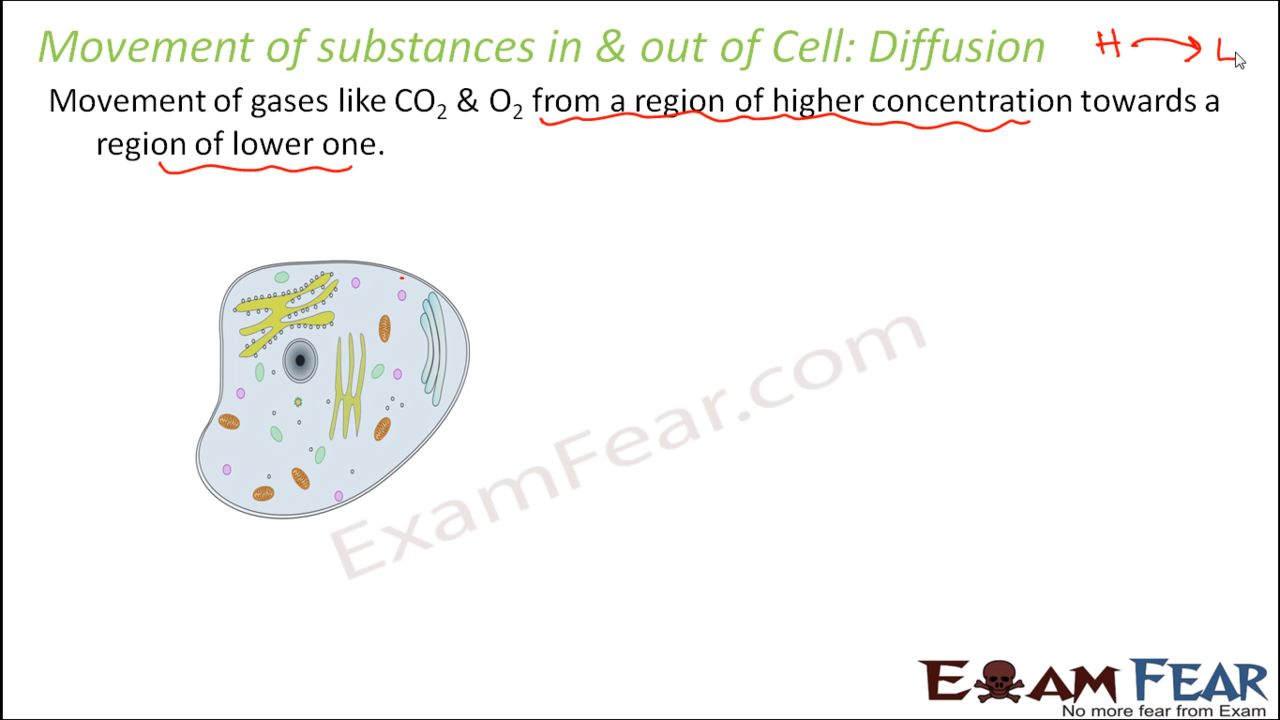 Movement of substances in & out of Cell: Diffusion H → L
Movement of gases like CO₂ & O₂ from a region of higher concentration towards a
region of lower one.
ExamFear.com
EXAM FEAR
No more fear from Exam